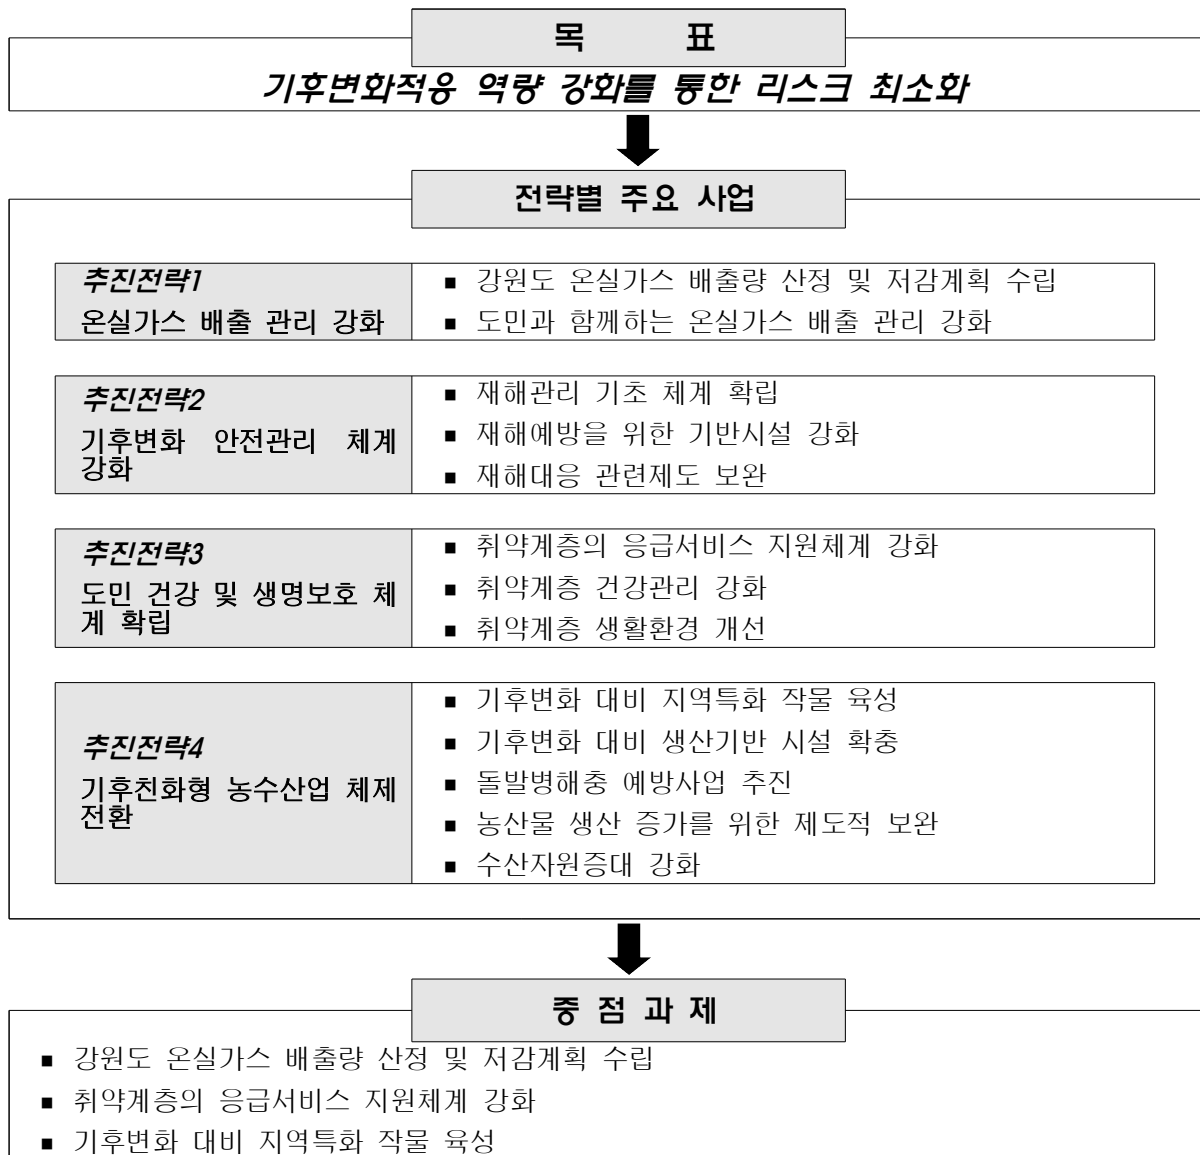 목 표
기후변화적응 역량 강화를 통한 리스크 최소화
전략별 주요 사업
추진전략1
온실가스 배출 관리 강화
■ 강원도 온실가스 배출량 산정 및 저감계획 수립
■ 도민과 함께하는 온실가스 배출 관리 강화
추진전략2
기후변화 안전관리 체계
강화
■ 재해관리 기초 체계 확립
■ 재해예방을 위한 기반시설 강화
■ 재해대응 관련제도 보완
추진전략3
도민 건강 및 생명보호 체
계 확립
■ 취약계층의 응급서비스 지원체계 강화
■ 취약계층 건강관리 강화
■ 취약계층 생활환경 개선
추진전략4
기후친화형 농수산업 체제
전환
■ 기후변화 대비 지역특화 작물 육성
■ 기후변화 대비 생산기반 시설 확충
■ 돌발병해충 예방사업 추진
■ 농산물 생산 증가를 위한 제도적 보완
■ 수산자원증대 강화
중 점 과 제
■ 강원도 온실가스 배출량 산정 및 저감계획 수립
■ 취약계층의 응급서비스 지원체계 강화
■ 기후변화 대비 지역특화 작물 육성